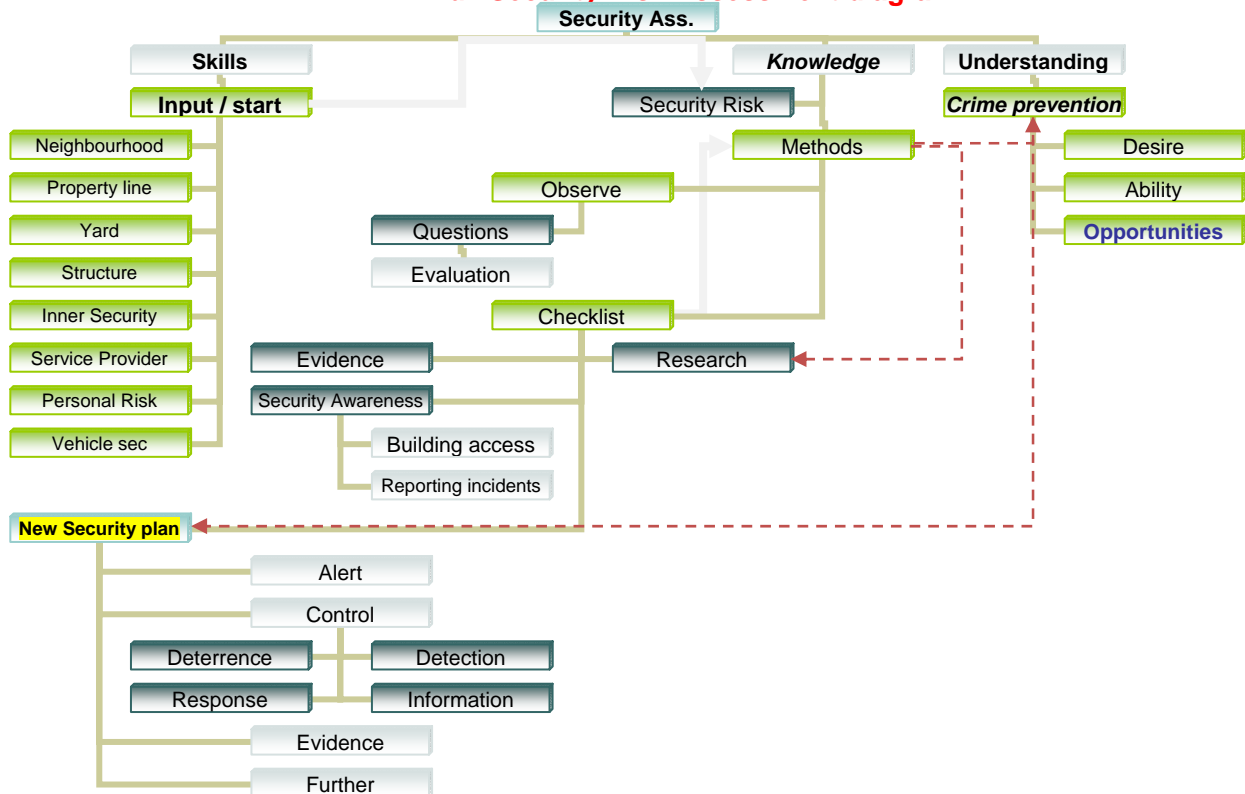 Security Ass.
Skills
Knowledge
Understanding
Input / start
Security Risk
Crime prevention
Neighbourhood
Methods
Desire
Property line
Observe
Ability
Yard
Questions
Opportunities
Structure
Evaluation
Inner Security
Checklist
Service Provider
Evidence
Research
Personal Risk
Security Awareness
Vehicle sec
Building access
Reporting incidents
New Security plan
Alert
Control
Deterrence
Detection
Response
Information
Evidence
Further